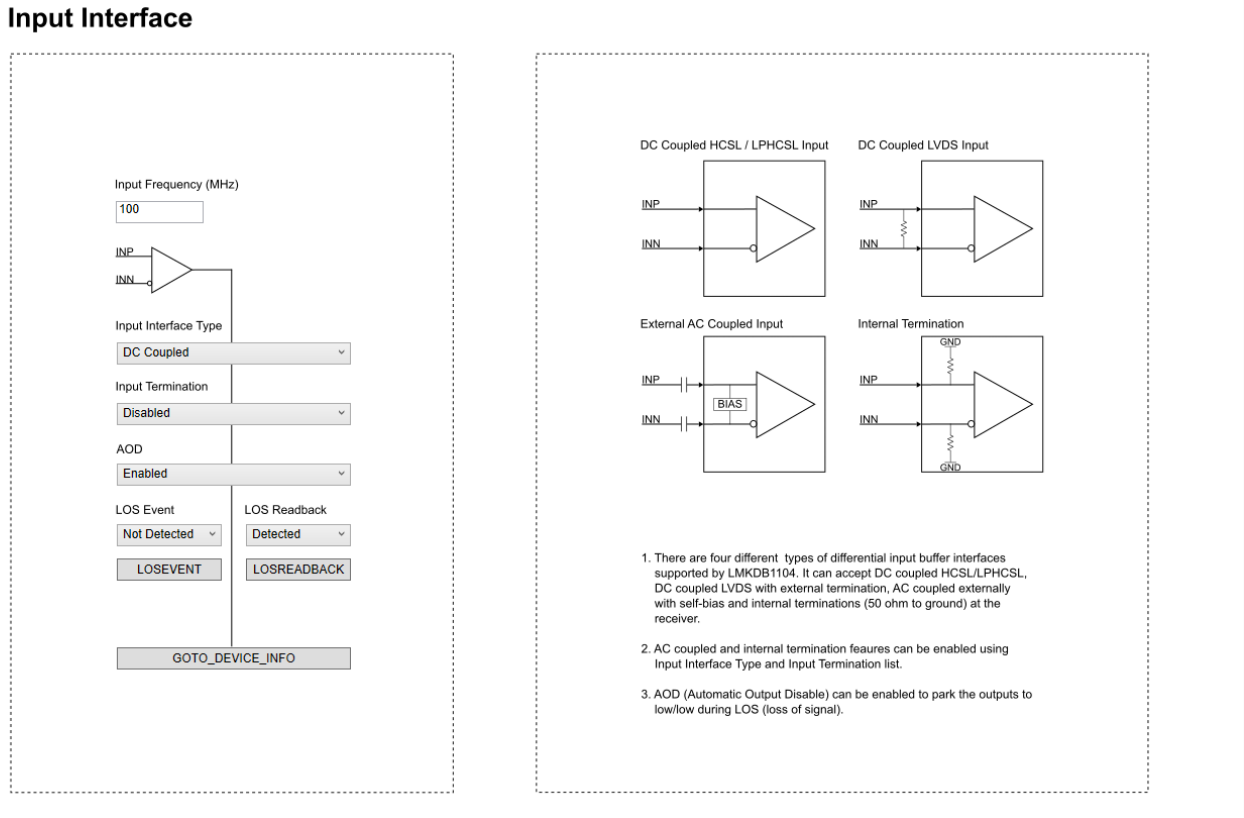 Input Interface
Input Frequency (MHz)
100
INP
INN
Input Interface Type
DC Coupled
Input Termination
Disabled
AOD
Enabled
LOS Event
LOS Readback
Not Detected
Detected
LOSEVENT
LOSREADBACK
GOTO_DEVICE_INFO
DC Coupled HCSL / LPHCSL Input
INP
INN
DC Coupled LVDS Input
INP
INN
External AC Coupled Input
INP
BIAS
INN
Internal Termination
GND
INP
INN
GND
1. There are four different  types of differential input buffer interfaces
supported by LMKDB1104. It can accept DC coupled HCSL/LPHCSL,
DC coupled LVDS with external termination, AC coupled externally
with self-bias and internal terminations (50 ohm to ground) at the
receiver.
2. AC coupled and internal termination feaures can be enabled using
Input Interface Type and Input Termination list.
3. AOD (Automatic Output Disable) can be enabled to park the outputs to
low/low during LOS (loss of signal).